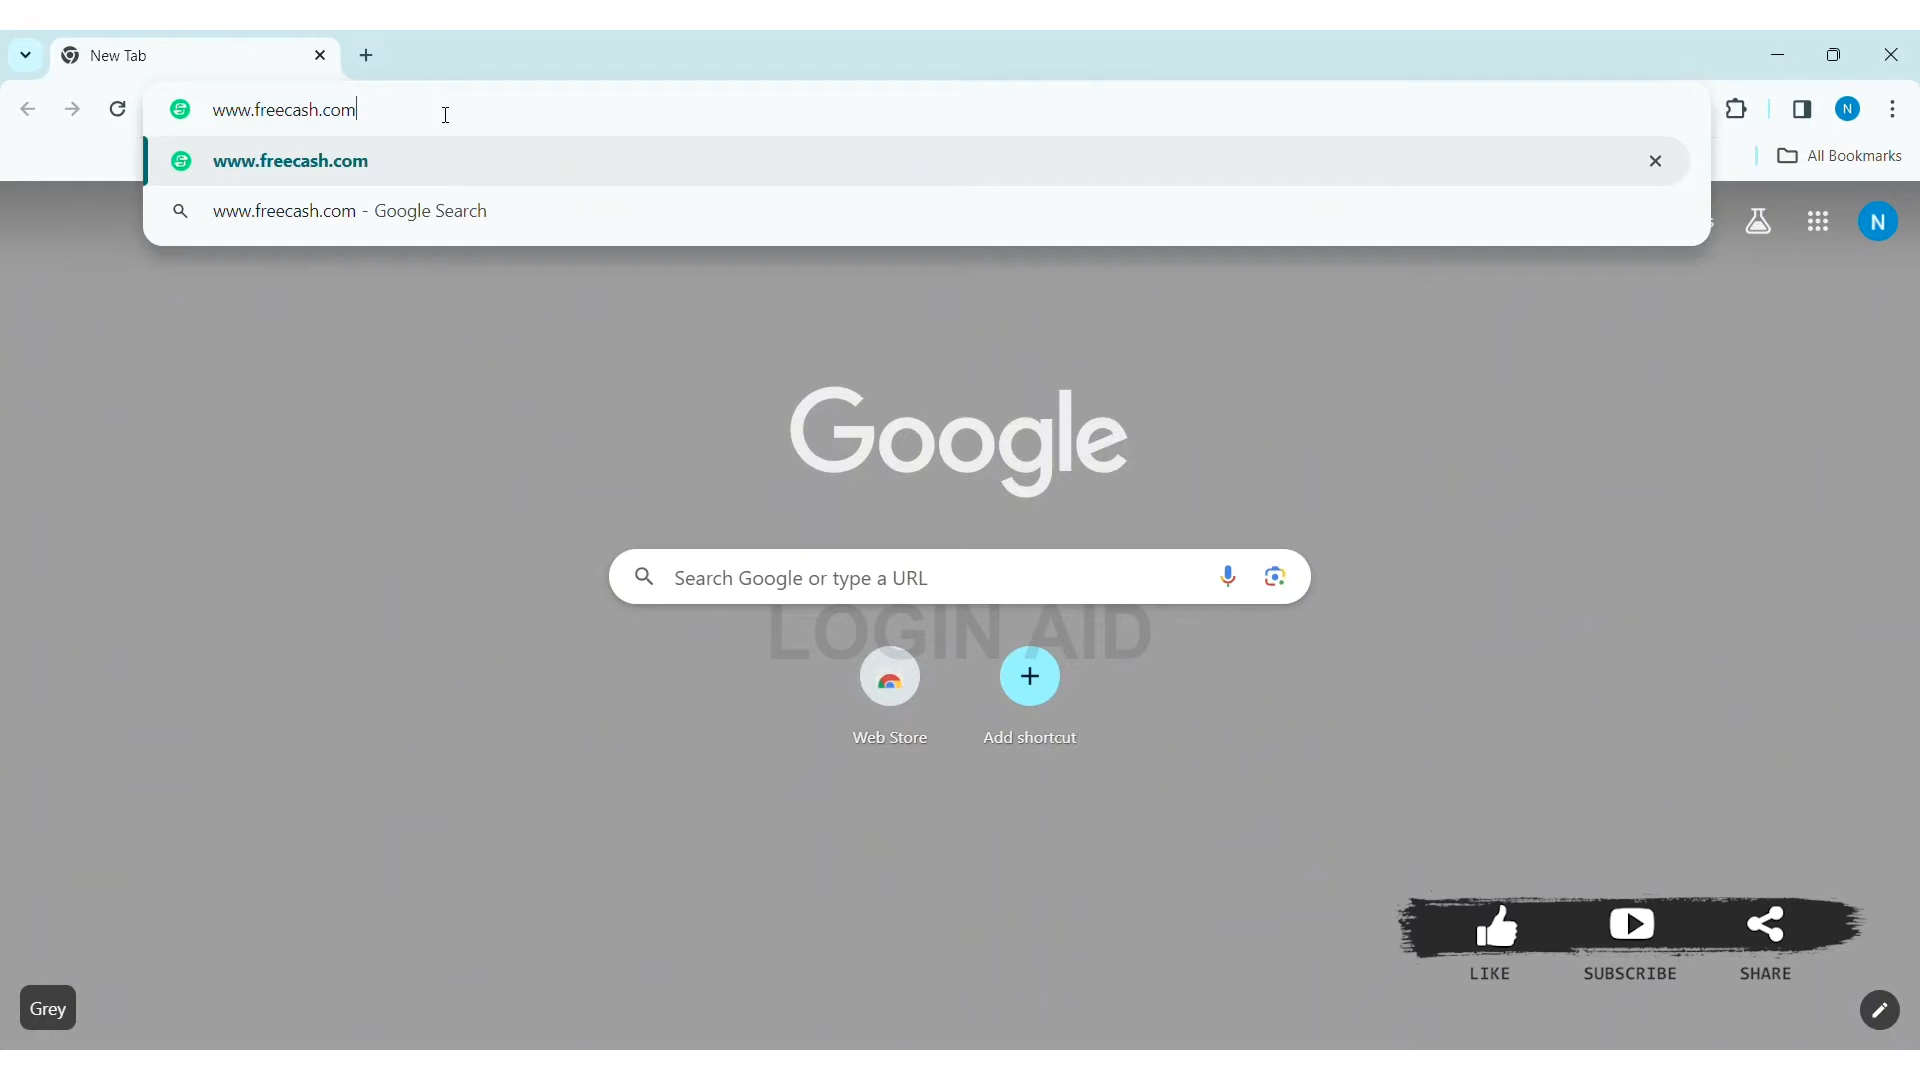 New Tab
www.freecash.com
All Bookmarks
www.freecash.com
www.freecash.com - Google Search
N
N
Google
Search Google or type a URL
LOGIN AID
Web Store
Add shortcut
LIKE SUBSCRIBE SHARE
Grey